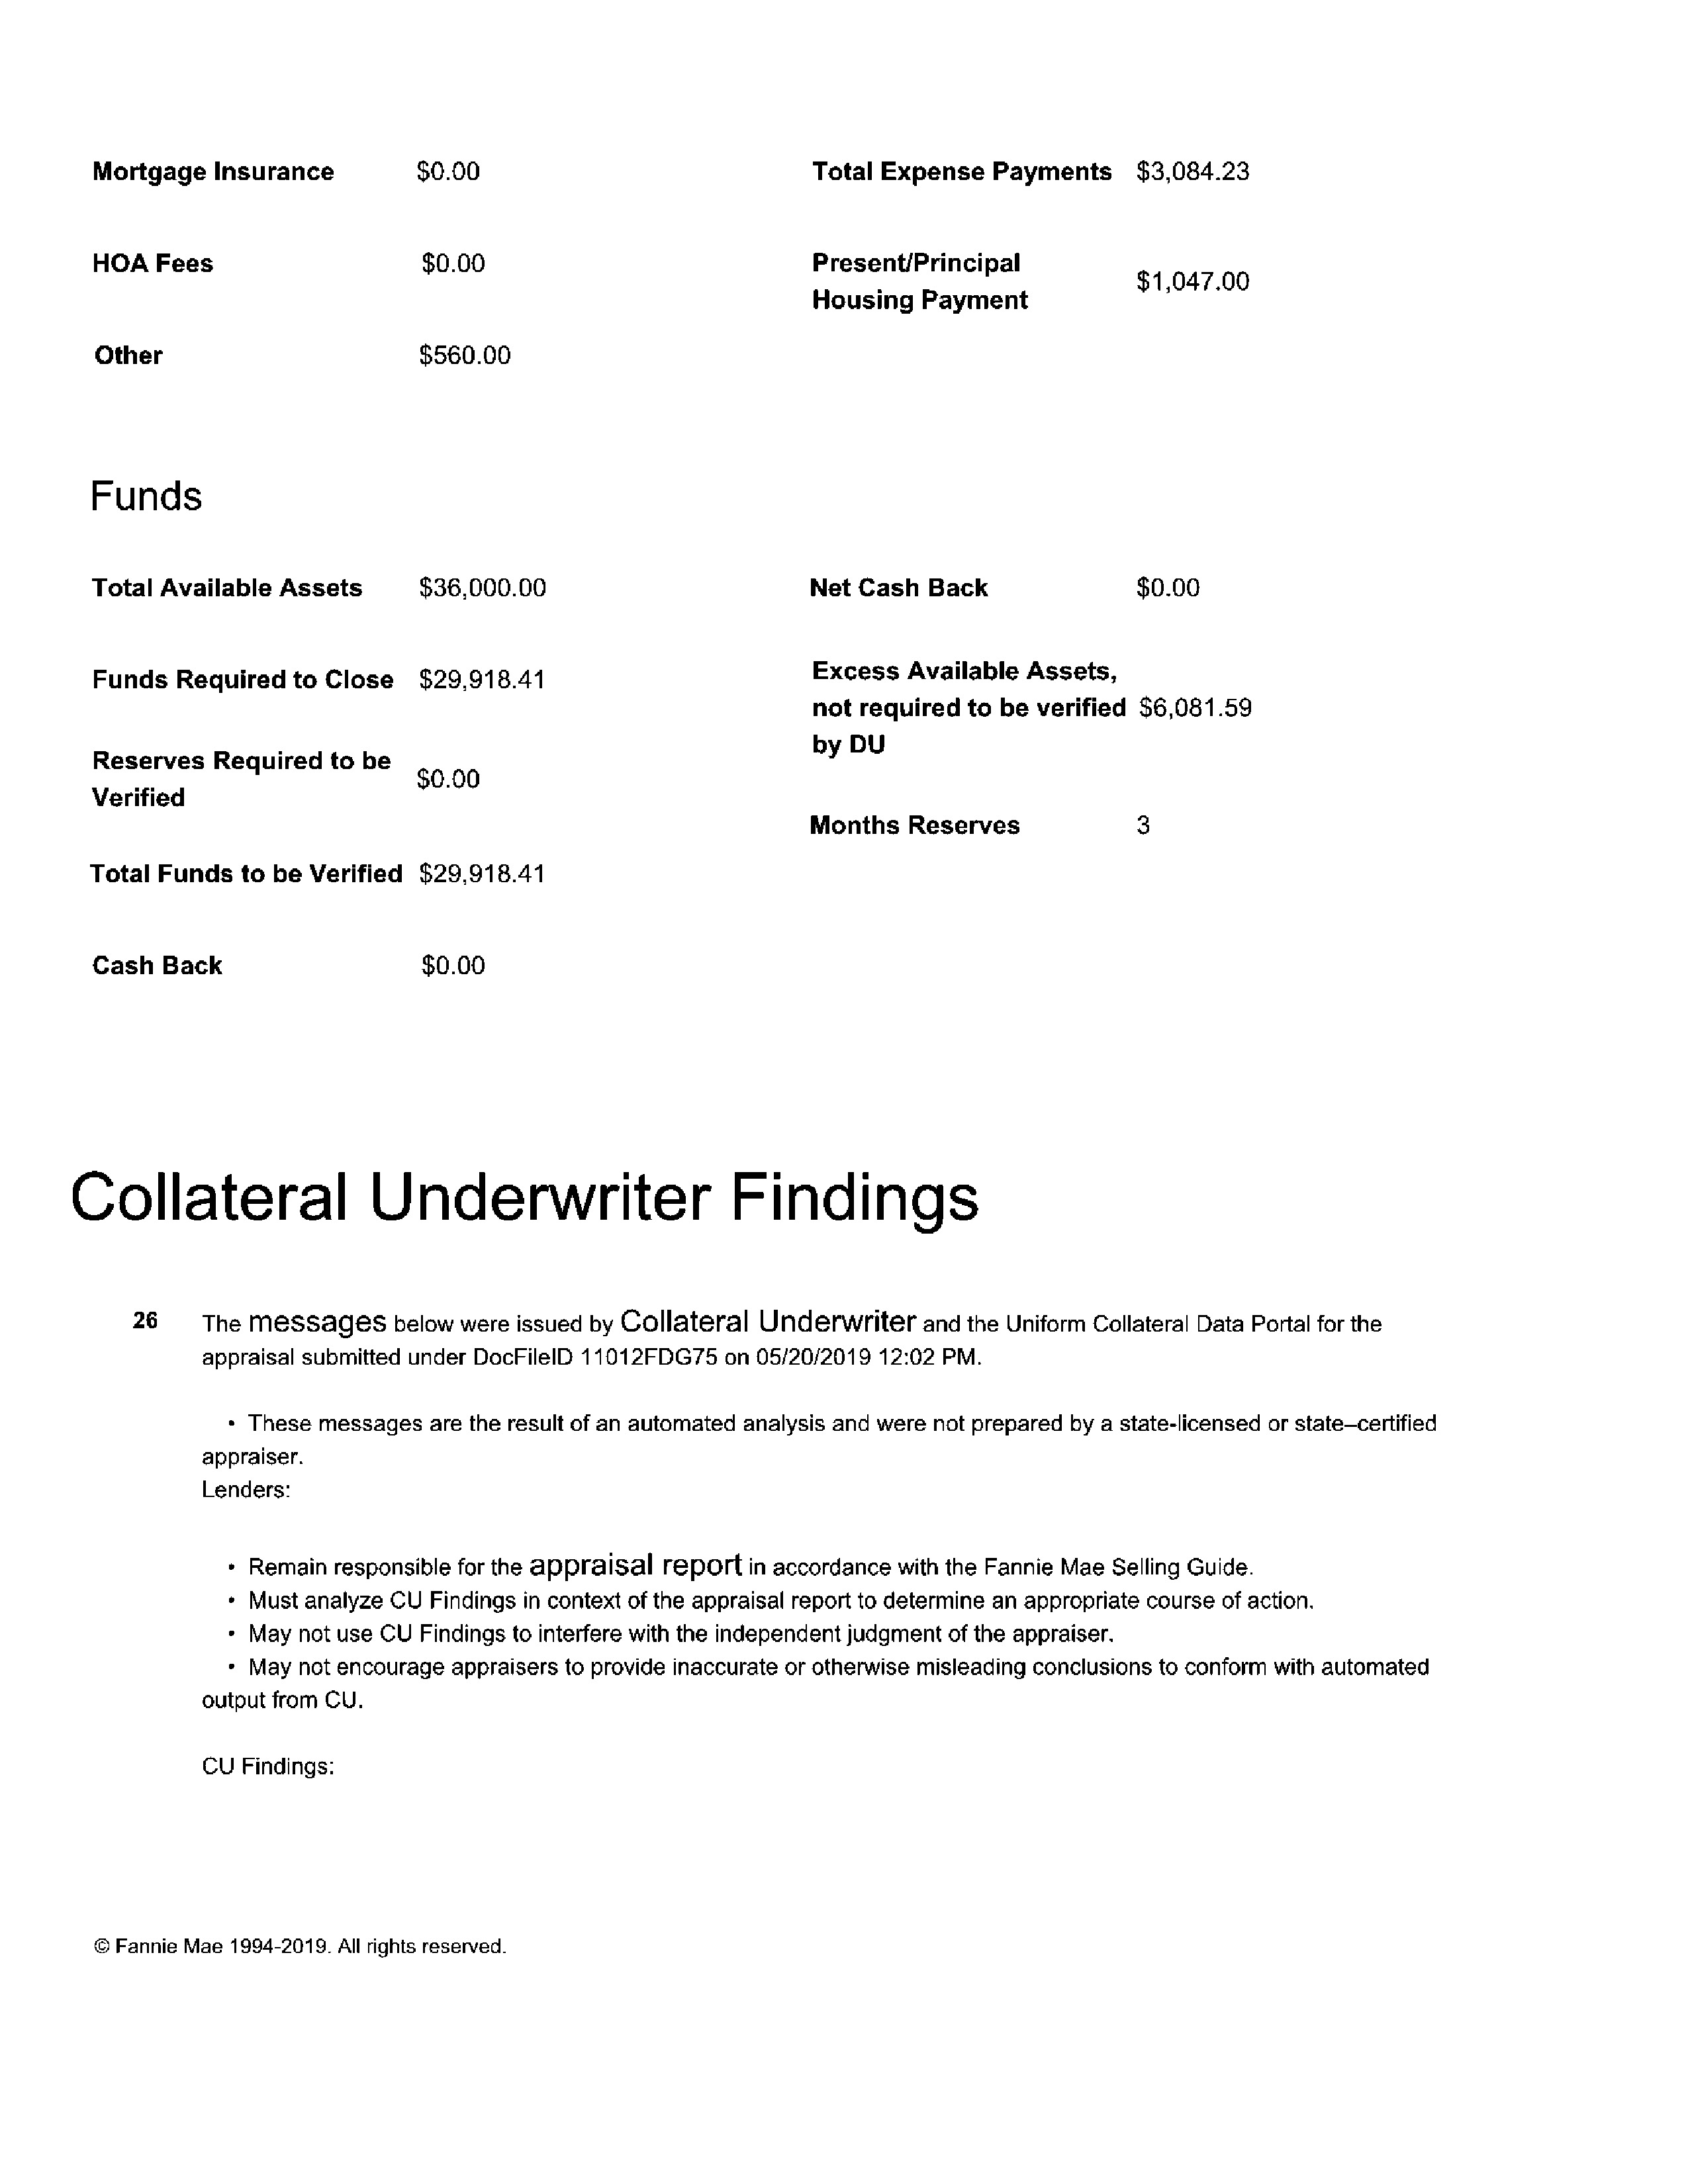 Mortgage Insurance $0.00 Total Expense Payments $3,084.23
HOA Fees $0.00 Present/Principal
Housing Payment $1,047.00
Other $560.00
Funds
Total Available Assets $36,000.00 Net Cash Back $0.00
Funds Required to Close $29,918.41 Excess Available Assets,
not required to be verified $6,081.59
by DU
Reserves Required to be
Verified $0.00
Months Reserves 3
Total Funds to be Verified $29,918.41
Cash Back $0.00
Collateral Underwriter Findings
26 The messages below were issued by Collateral Underwriter and the Uniform Collateral Data Portal for the
appraisal submitted under DocFileID 11012FDG75 on 05/20/2019 12:02 PM.
• These messages are the result of an automated analysis and were not prepared by a state-licensed or state–certified
appraiser.
Lenders:
• Remain responsible for the appraisal report in accordance with the Fannie Mae Selling Guide.
• Must analyze CU Findings in context of the appraisal report to determine an appropriate course of action.
• May not use CU Findings to interfere with the independent judgment of the appraiser.
• May not encourage appraisers to provide inaccurate or otherwise misleading conclusions to conform with automated
output from CU.
CU Findings:
© Fannie Mae 1994-2019. All rights reserved.